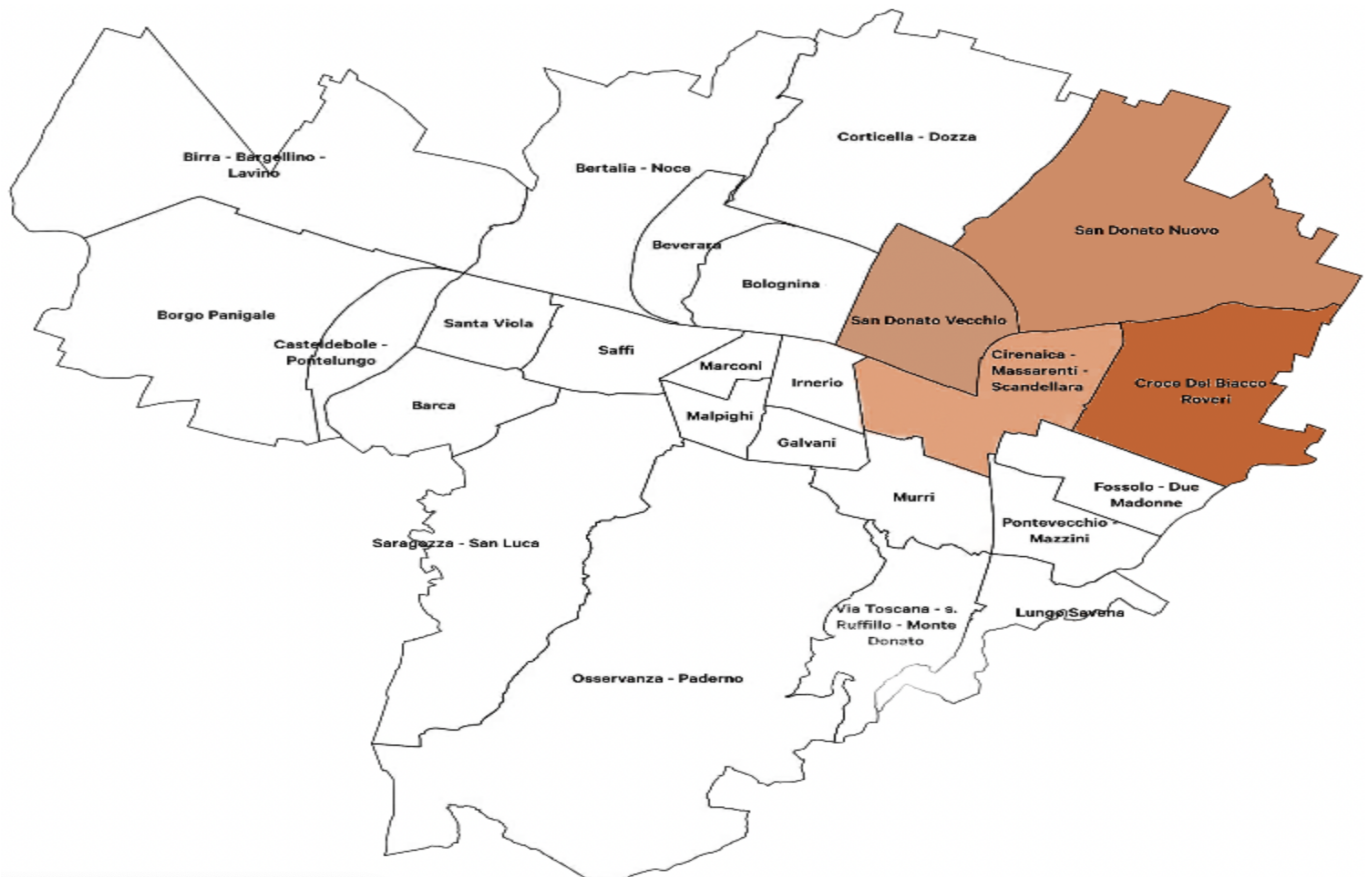 Corticella - Dozza
Birra - Bargellino -
Lavino
Bertalia - Noce
San Donato Nuovo
Beverara
Bolognina
Borgo Panigale
Santa Viola
San Donato Vecchio
Casteldebole -
Pontelungo
Saffi
Cirenaica -
Massarenti -
Scandellara
Marconi
Irnerio
Croce Del Biacco -
Roveri
Barca
Malpighi
Galvani
Fossolo - Due
Madonne
Murri
Pontevecchio -
Mazzini
Saragozza - San Luca
Via Toscana - s.
Ruffillo - Monte
Donato
Lungo Savena
Osservanza - Paderno